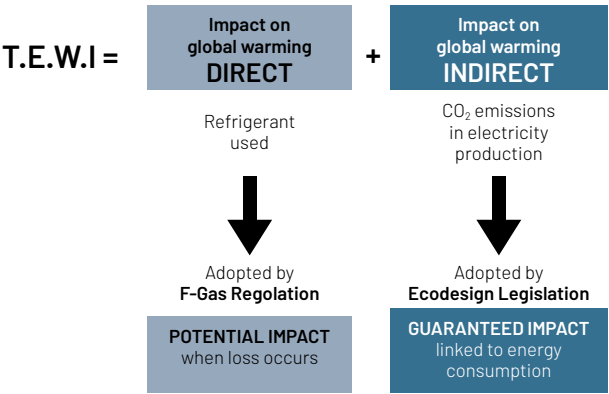 T.E.W.I =
Impact on
global warming
DIRECT
+
Impact on
global warming
INDIRECT
Refrigerant
used
CO₂ emissions
in electricity
production
Adopted by
F-Gas Regolation
Adopted by
Ecodesign Legislation
POTENTIAL IMPACT
when loss occurs
GUARANTEED IMPACT
linked to energy
consumption